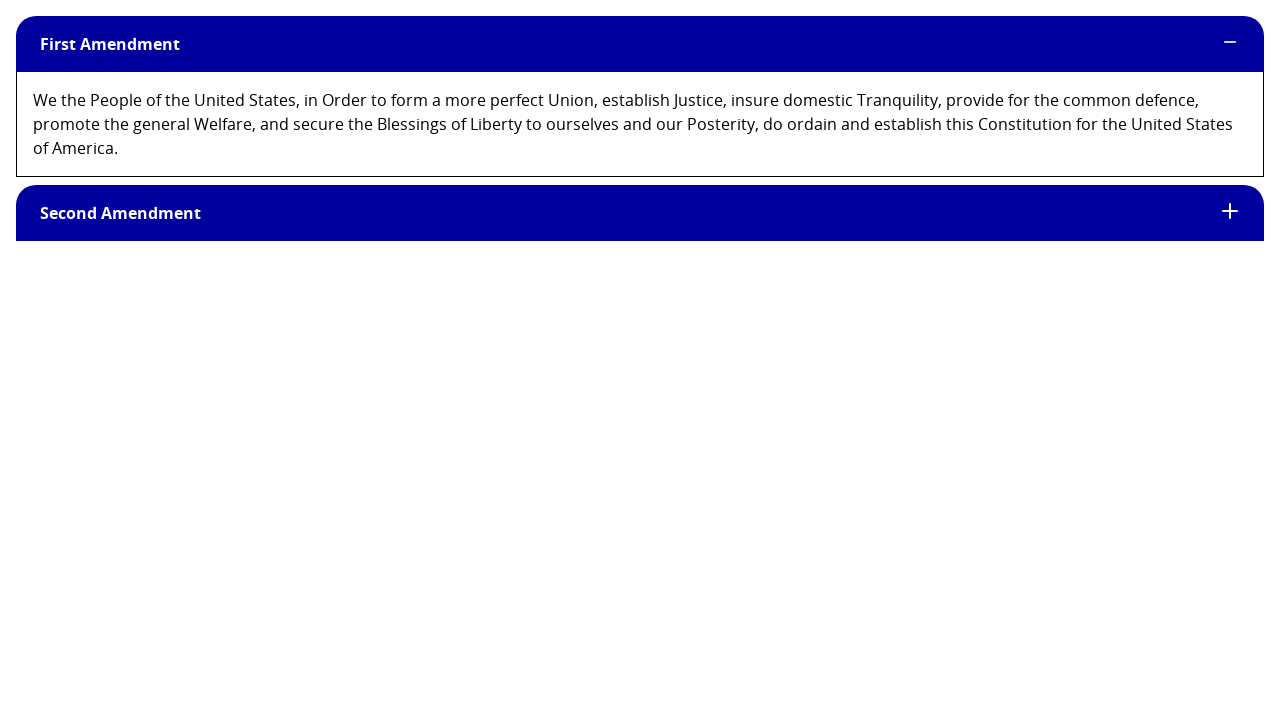 First Amendment
We the People of the United States, in Order to form a more perfect Union, establish Justice, insure domestic Tranquility, provide for the common defence,
promote the general Welfare, and secure the Blessings of Liberty to ourselves and our Posterity, do ordain and establish this Constitution for the United States
of America.
Second Amendment